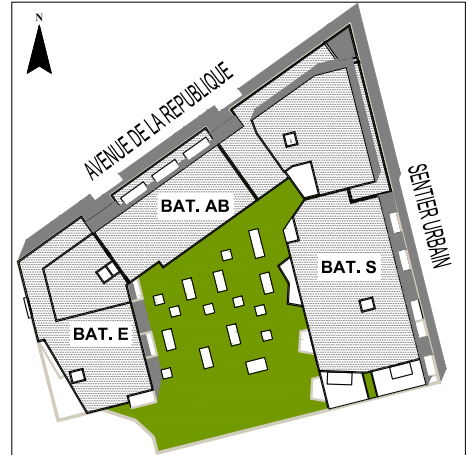 N
AVENUE DE LA REPUBLIQUE
BAT. AB
SENTIER URBAIN
BAT. S
BAT. E